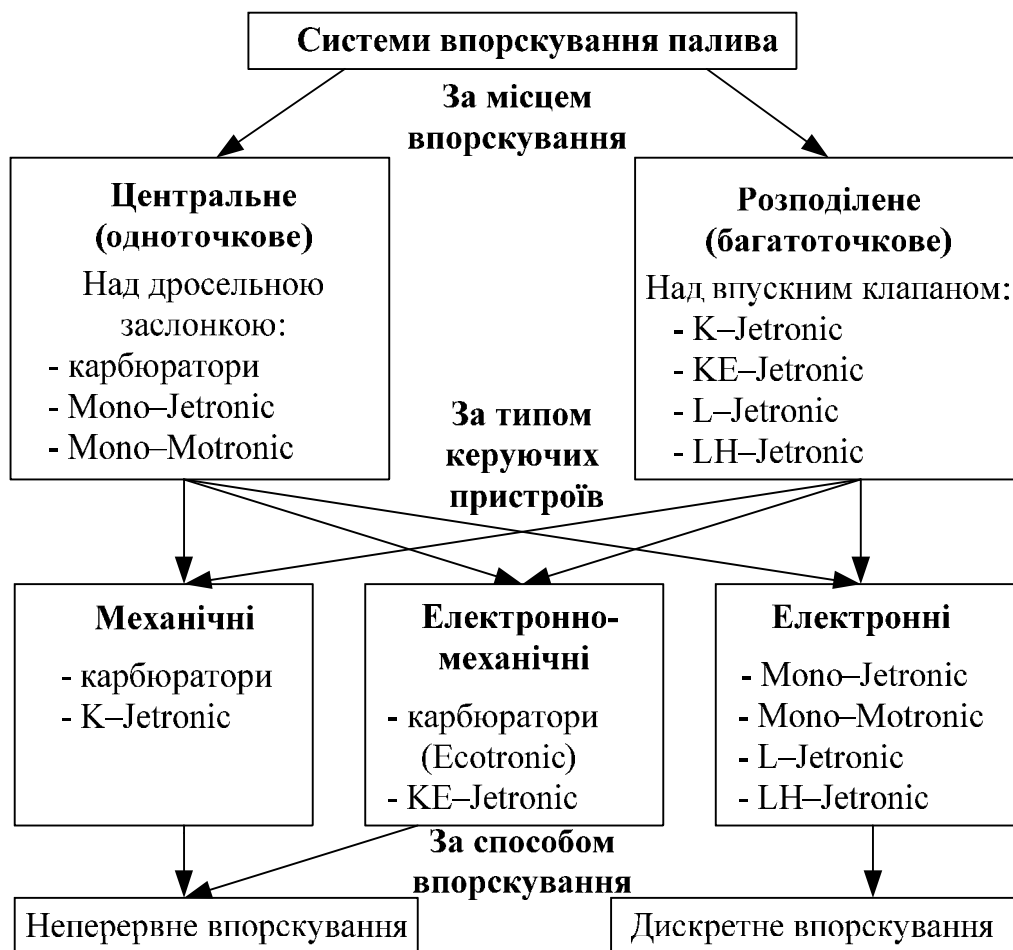 Системи впорскування палива
За місцем
впорскування
Центральне
(одноточкове)
Над дросельною
заслонкою:
- карбюратори
- Mono–Jetronic
- Mono–Motronic
Розподілене
(багатоточкове)
Над впускним клапаном:
- K–Jetronic
- KE–Jetronic
- L–Jetronic
- LH–Jetronic
За типом
керуючих
пристроїв
Механічні
- карбюратори
- K–Jetronic
Електронно-
механічні
- карбюратори
(Ecotronic)
- KE–Jetronic
Електронні
- Mono–Jetronic
- Mono–Motronic
- L–Jetronic
- LH–Jetronic
За способом
впорскування
Неперервне впорскування
Дискретне впорскування